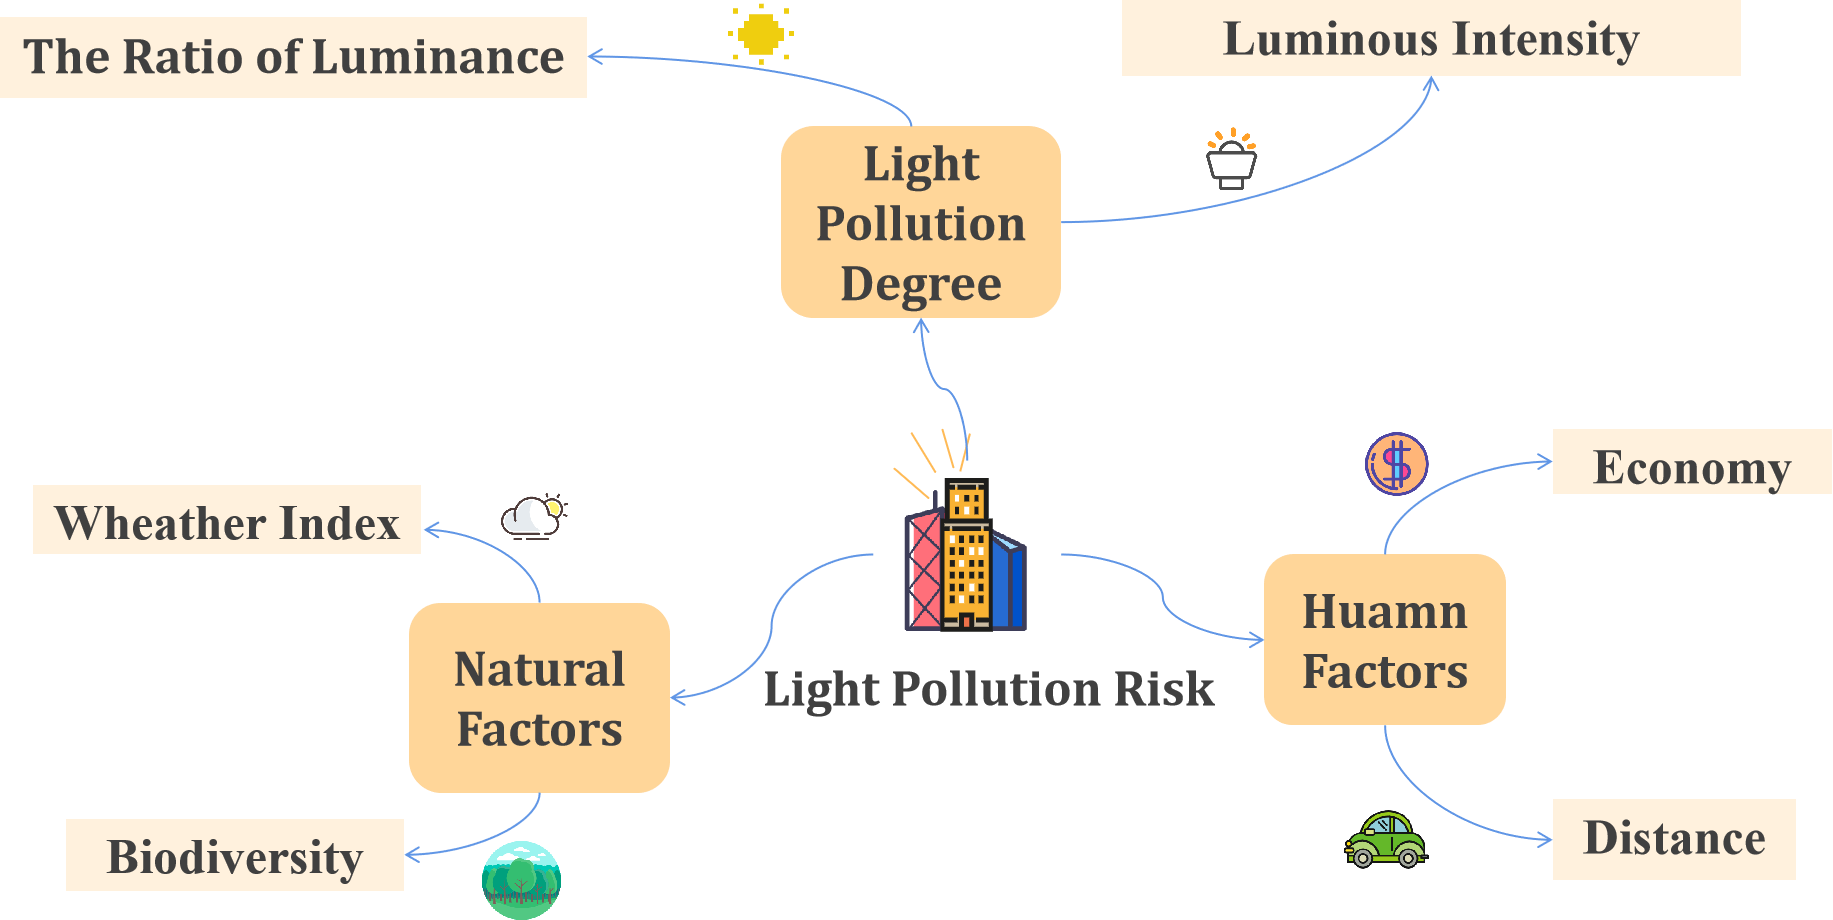 The Ratio of Luminance
Luminous Intensity
Light
Pollution
Degree
Wheather Index
Economy
Natural
Factors
Light Pollution Risk
Huamn
Factors
Biodiversity
Distance